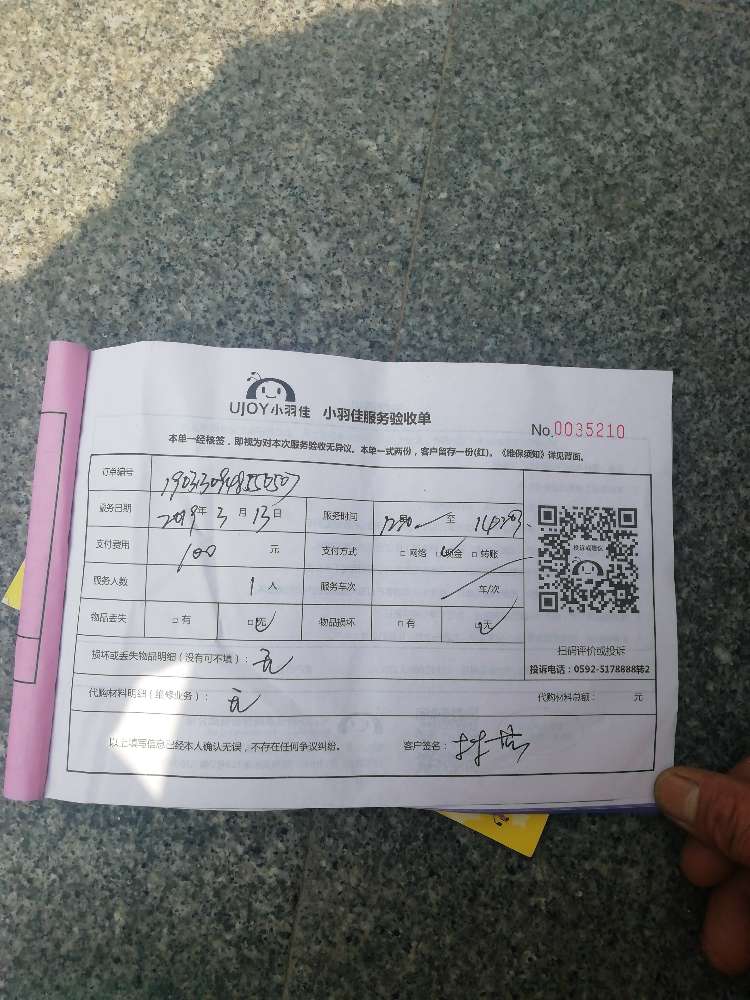 UJOY小羽佳 小羽佳服务验收单
No.0035210
本单一经核签，即视为对本次服务验收无异议。本单一式两份，客户留存一份(红)。《维保须知》详见背面。
订单编号
服务日期 2019年 3月 13日 服务时间 至
支付费用 100 元 支付方式 □ 网络 □ 现金 □ 转账
服务人数 1 人 服务车次 车/次
物品丢失 □ 有 □ 无 物品损坏 □ 有 □ 无
投诉或建议
扫码评价或投诉
投诉电话：0592-5178888转2
损坏或丢失物品明细（没有可不填）：无
代购材料明细（维修业务）：无 代购材料总额： 元
以上填写信息已经本人确认无误，不存在任何争议纠纷。 客户签名：